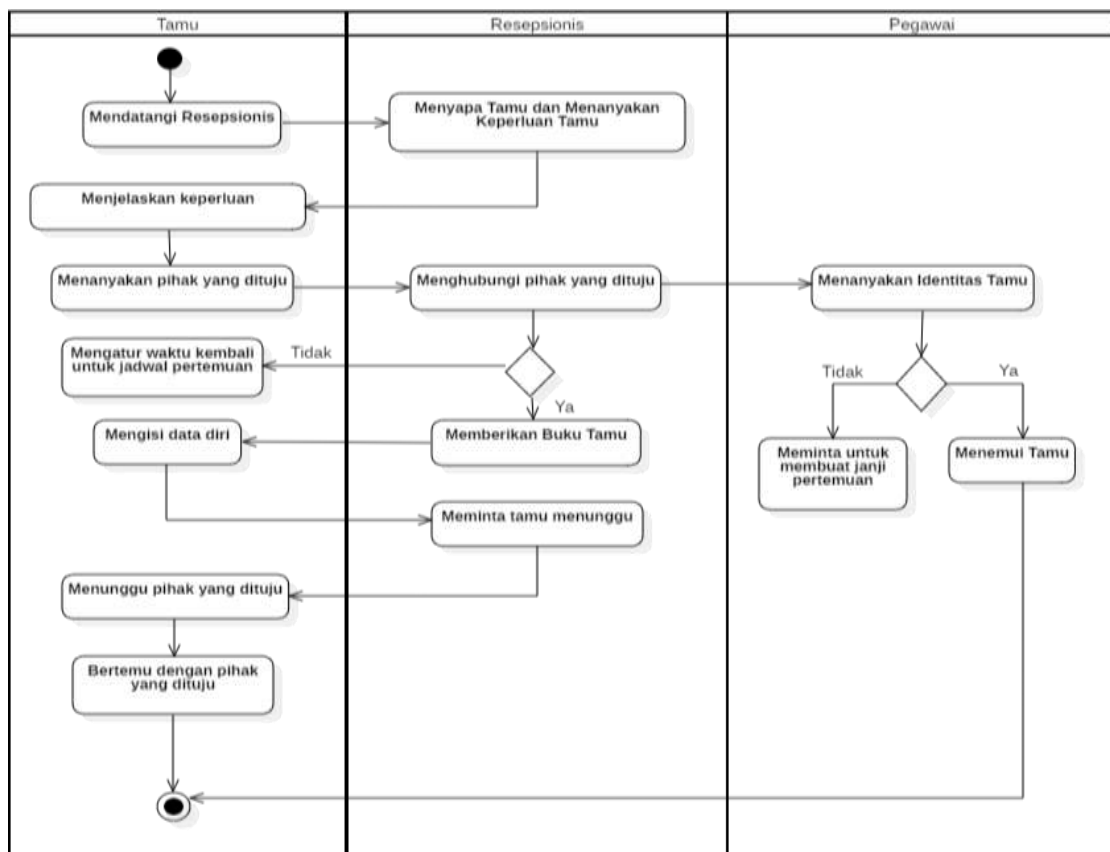 Tamu
Resepsionis
Pegawai
Mendatangi Resepsionis
Menyapa Tamu dan Menanyakan
Keperluan Tamu
Menjelaskan keperluan
Menanyakan pihak yang dituju
Menghubungi pihak yang dituju
Menanyakan Identitas Tamu
Mengatur waktu kembali
untuk jadwal pertemuan
Tidak
Ya
Tidak
Ya
Mengisi data diri
Memberikan Buku Tamu
Meminta untuk
membuat janji
pertemuan
Menemui Tamu
Meminta tamu menunggu
Menunggu pihak yang dituju
Bertemu dengan pihak
yang dituju